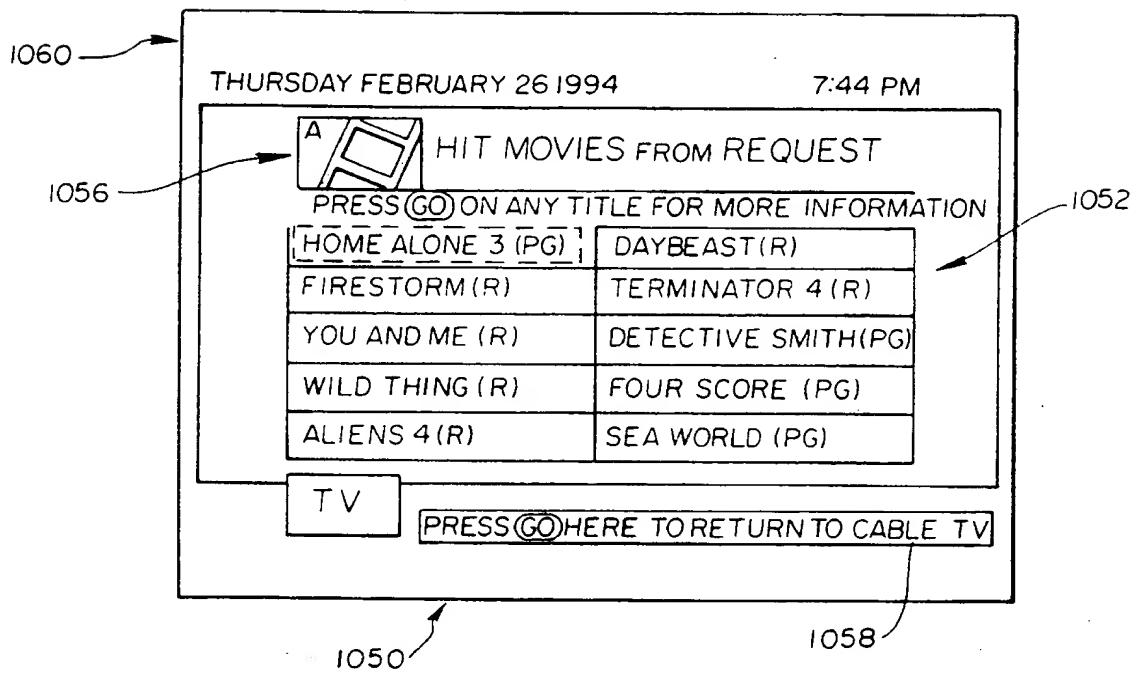 1060
THURSDAY FEBRUARY 26 1994 7:44 PM
A
HIT MOVIES FROM REQUEST
1056
PRESS GO ON ANY TITLE FOR MORE INFORMATION
1052
HOME ALONE 3 (PG) DAYBEAST (R)
FIRESTORM (R) TERMINATOR 4 (R)
YOU AND ME (R) DETECTIVE SMITH (PG)
WILD THING (R) FOUR SCORE (PG)
ALIENS 4 (R) SEA WORLD (PG)
TV
PRESS GO HERE TO RETURN TO CABLE TV
1058
1050